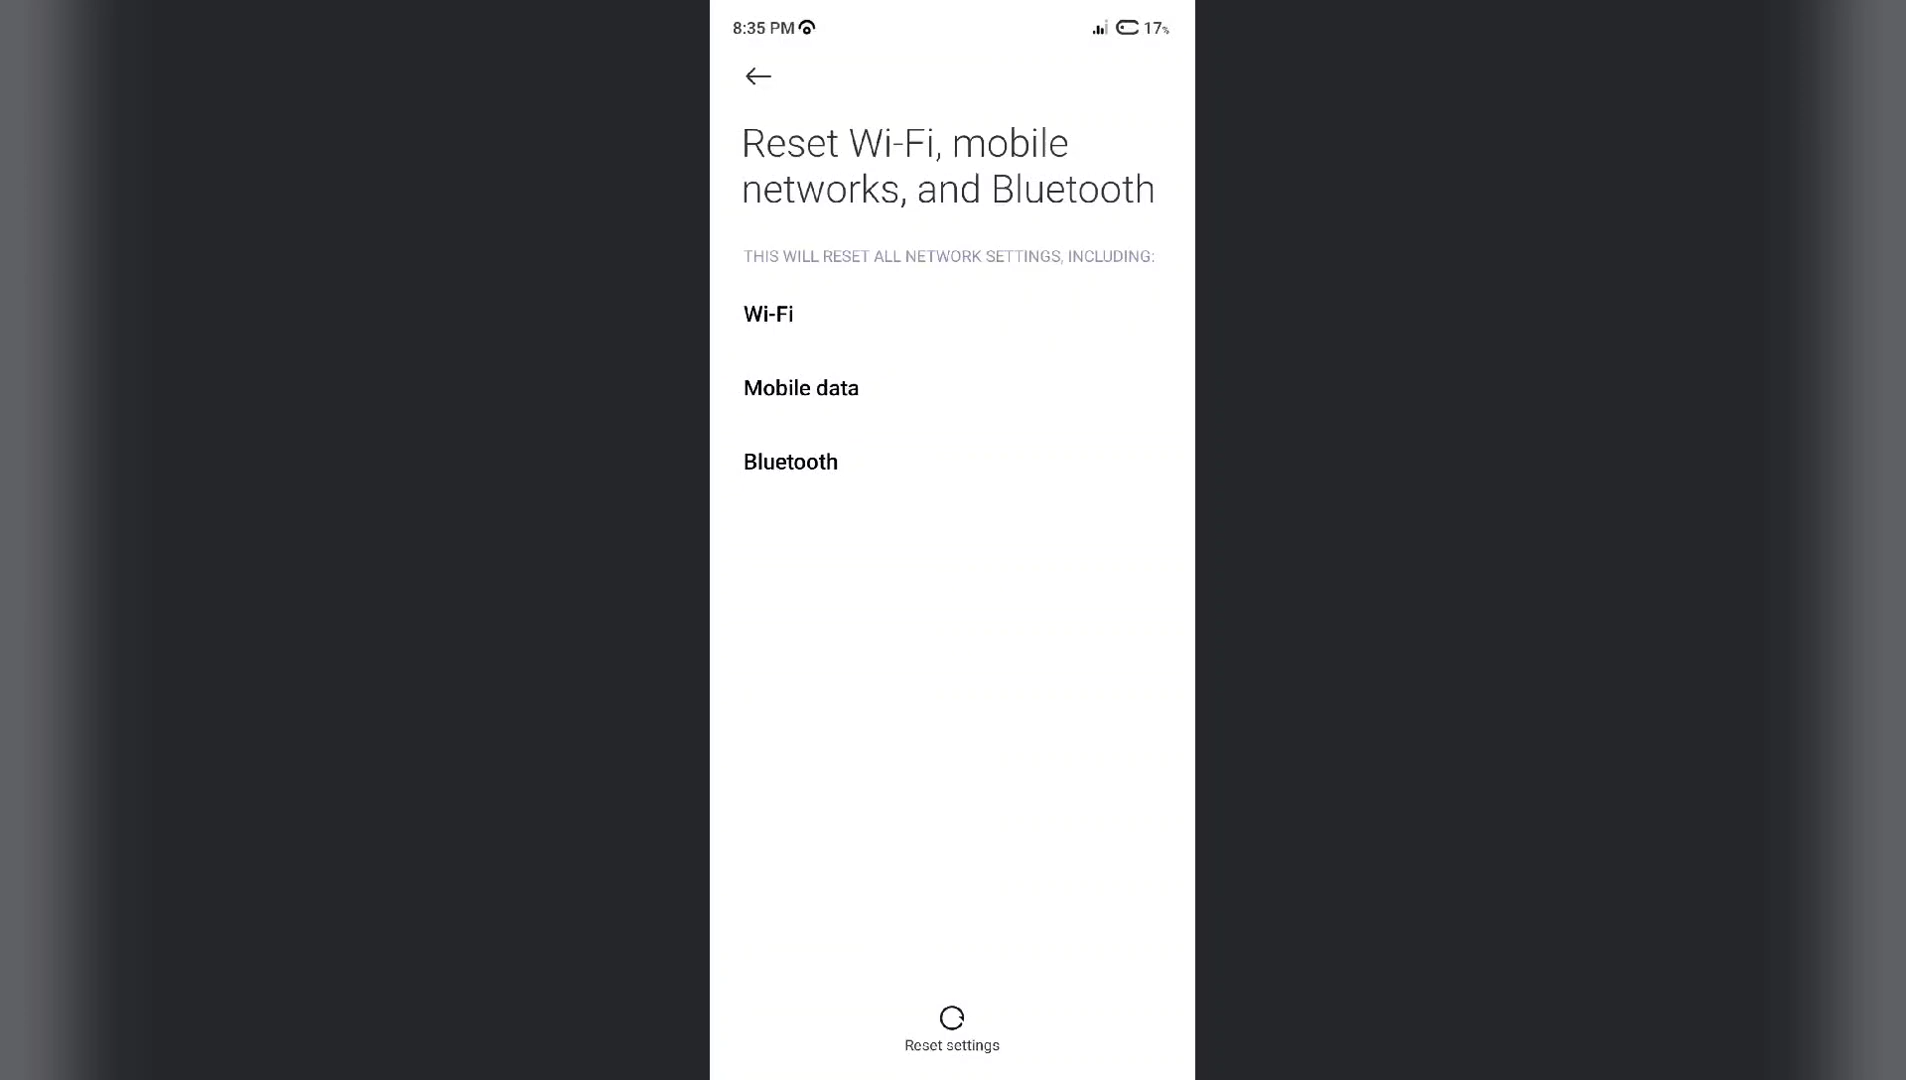 8:35 PM 17%
Reset Wi-Fi, mobile
networks, and Bluetooth
THIS WILL RESET ALL NETWORK SETTINGS, INCLUDING:
Wi-Fi
Mobile data
Bluetooth
Reset settings